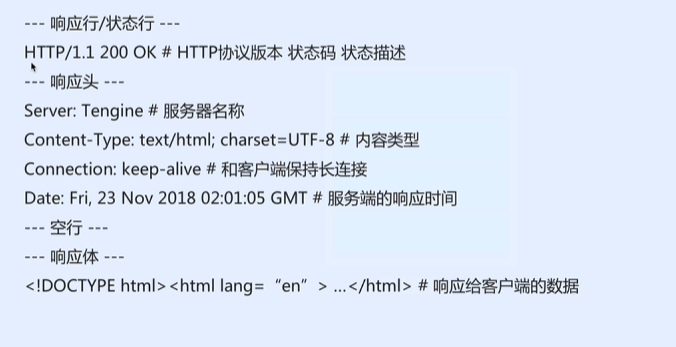 --- 响应行/状态行 ---
HTTP/1.1 200 OK # HTTP协议版本 状态码 状态描述
--- 响应头 ---
Server: Tengine # 服务器名称
Content-Type: text/html; charset=UTF-8 # 内容类型
Connection: keep-alive # 和客户端保持长连接
Date: Fri, 23 Nov 2018 02:01:05 GMT # 服务端的响应时间
--- 空行 ---
--- 响应体 ---
<!DOCTYPE html><html lang=“en”> ...</html> # 响应给客户端的数据